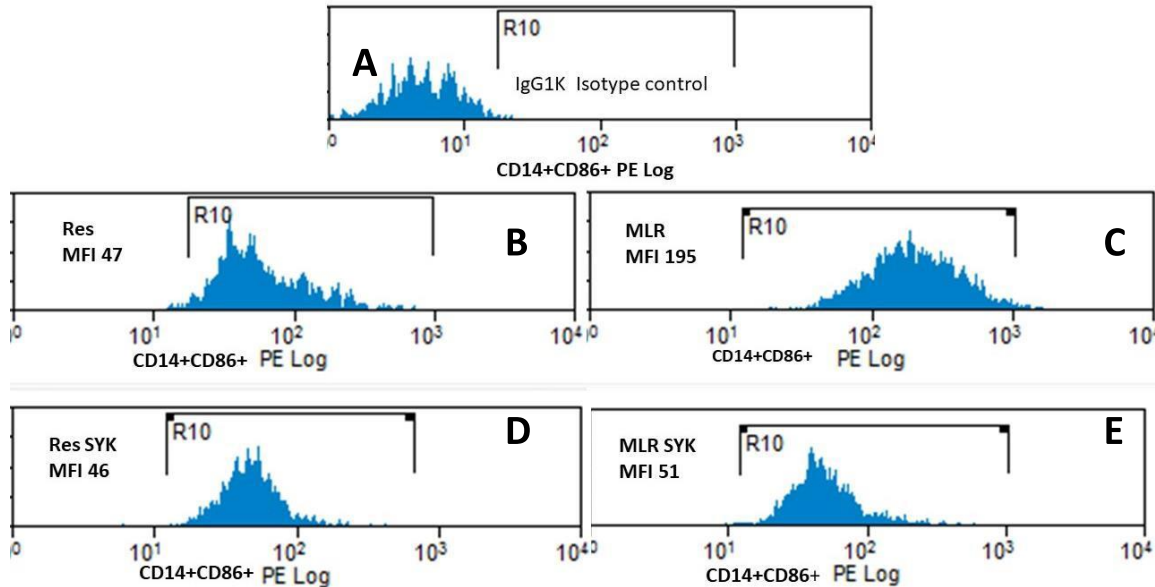 R10
A
IgG1K Isotype control
0 10¹ 10² 10³ 10⁴
CD14+CD86+ PE Log
R10
Res
MFI 47
B
0 10¹ 10² 10³ 10⁴
CD14+CD86+ PE Log
R10
MLR
MFI 195
C
0 10¹ 10² 10³ 10⁴
CD14+CD86+ PE Log
R10
Res SYK
MFI 46
D
0 10¹ 10² 10³ 10⁴
CD14+CD86+ PE Log
R10
MLR SYK
MFI 51
E
0 10¹ 10² 10³ 10⁴
CD14+CD86+ PE Log